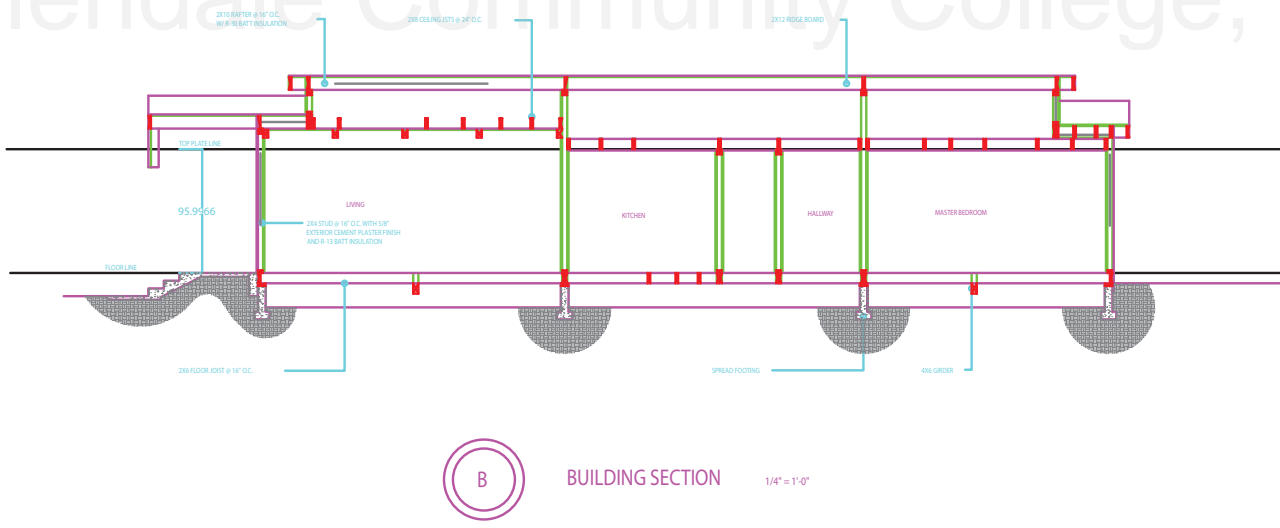 lendale Community College,
2X10 RAFTER @ 16" O.C.
W/ R-30 BATT INSULATION
2X8 CEILING JSTS @ 24" O.C.
2X12 RIDGE BOARD
TOP PLATE LINE
95.9966
LIVING
KITCHEN
HALLWAY
MASTER BEDROOM
2X4 STUD @ 16" O.C. WITH 5/8"
EXTERIOR CEMENT PLASTER FINISH
AND R-13 BATT INSULATION
FLOOR LINE
2X6 FLOOR JOIST @ 16" O.C.
SPREAD FOOTING
4X6 GIRDER
B
BUILDING SECTION
1/4" = 1'-0"